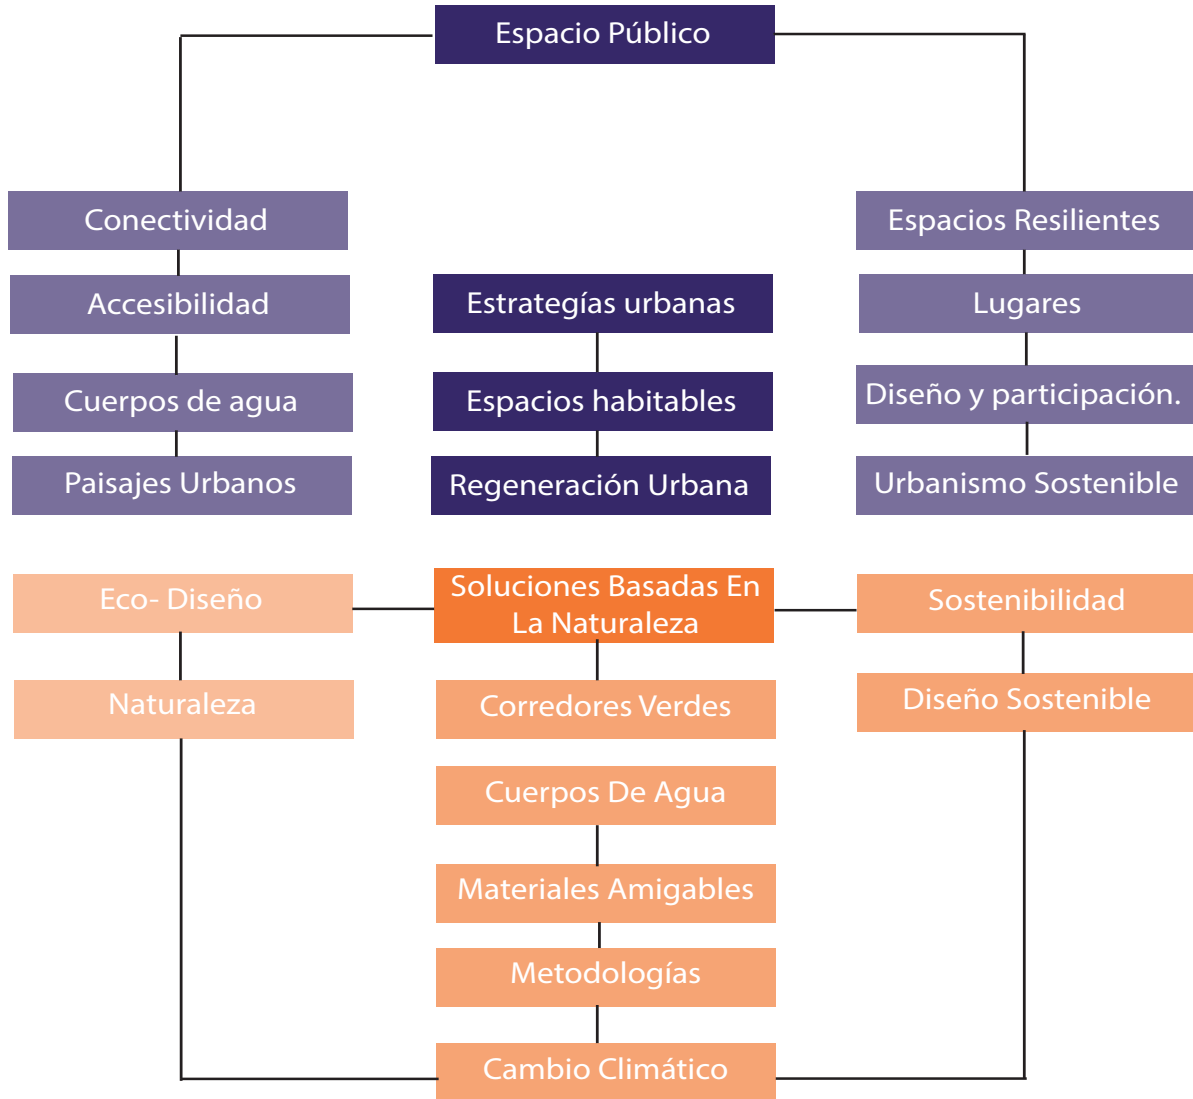 Espacio Público
Conectividad
Accesibilidad
Cuerpos de agua
Paisajes Urbanos
Estrategías urbanas
Espacios habitables
Regeneración Urbana
Espacios Resilientes
Lugares
Diseño y participación.
Urbanismo Sostenible
Eco- Diseño
Naturaleza
Soluciones Basadas En
La Naturaleza
Corredores Verdes
Cuerpos De Agua
Materiales Amigables
Metodologías
Cambio Climático
Sostenibilidad
Diseño Sostenible